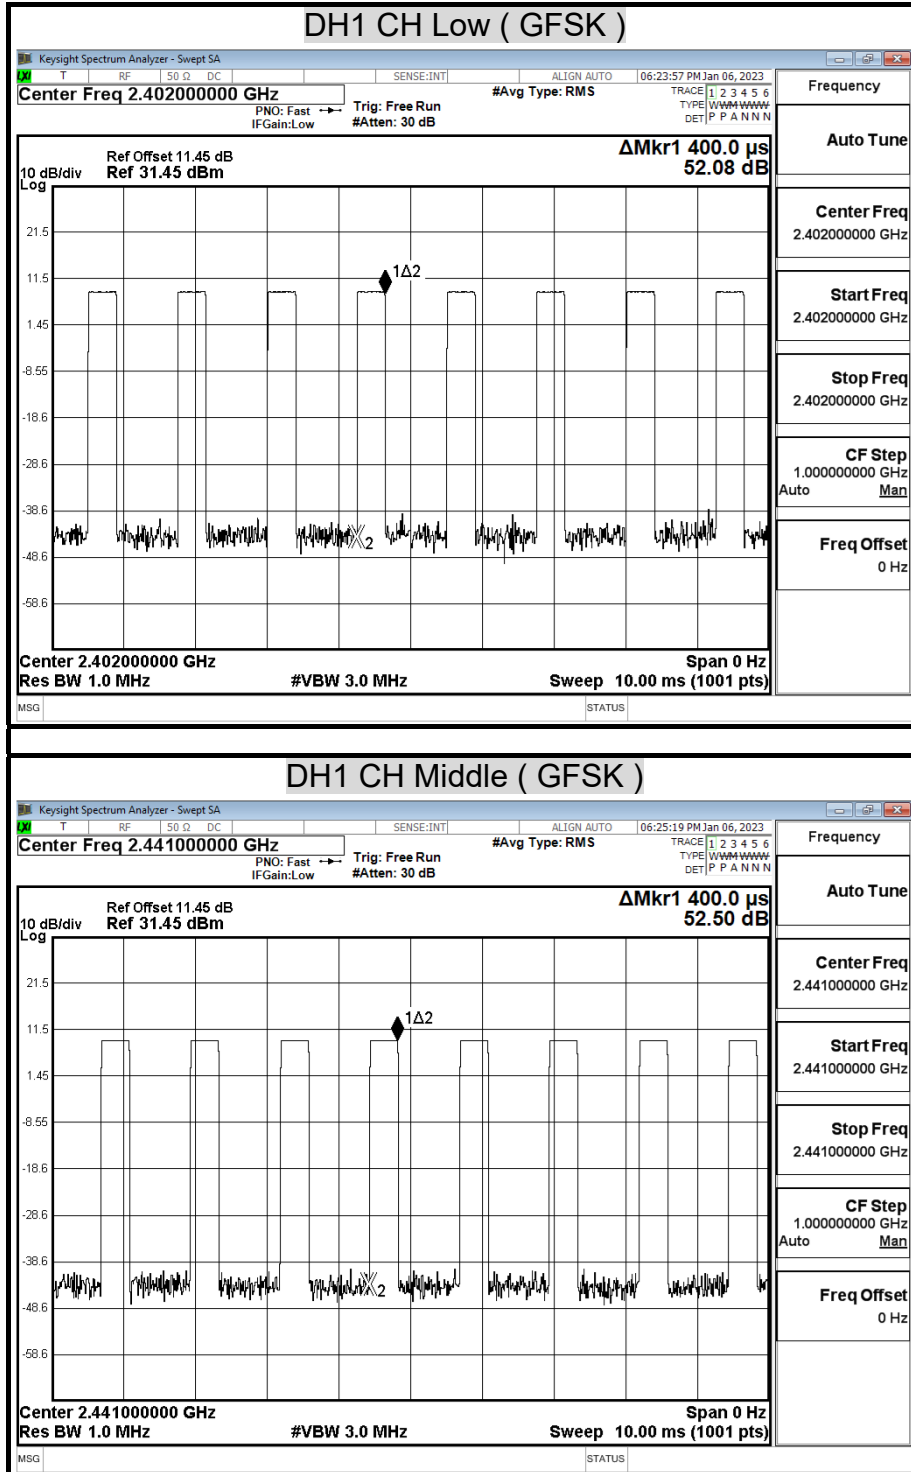 DH1 CH Low ( GFSK )
Keysight Spectrum Analyzer - Swept SA
LXI T RF 50 Ω DC SENSE:INT ALIGN AUTO 06:23:57 PM Jan 06, 2023
Center Freq 2.402000000 GHz
#Avg Type: RMS
TRACE 1 2 3 4 5 6
PNO: Fast
Trig: Free Run
TYPE WWMWWWW
IFGain:Low
#Atten: 30 dB
DET P P A N N N
Frequency
Auto Tune
ΔMkr1 400.0 µs
Ref Offset 11.45 dB
52.08 dB
10 dB/div Ref 31.45 dBm
Log
21.5
11.5
1.45
-8.55
-18.6
-28.6
-38.6
-48.6
-58.6
1Δ2
2
Center Freq
2.402000000 GHz
Start Freq
2.402000000 GHz
Stop Freq
2.402000000 GHz
CF Step
1.000000000 GHz
Auto Man
Freq Offset
0 Hz
Center 2.402000000 GHz Span 0 Hz
Res BW 1.0 MHz #VBW 3.0 MHz Sweep 10.00 ms (1001 pts)
MSG STATUS
DH1 CH Middle ( GFSK )
Keysight Spectrum Analyzer - Swept SA
LXI T RF 50 Ω DC SENSE:INT ALIGN AUTO 06:25:19 PM Jan 06, 2023
Center Freq 2.441000000 GHz
#Avg Type: RMS
TRACE 1 2 3 4 5 6
PNO: Fast
Trig: Free Run
TYPE WWMWWWW
IFGain:Low
#Atten: 30 dB
DET P P A N N N
Frequency
Auto Tune
ΔMkr1 400.0 µs
Ref Offset 11.45 dB
52.50 dB
10 dB/div Ref 31.45 dBm
Log
21.5
11.5
1.45
-8.55
-18.6
-28.6
-38.6
-48.6
-58.6
1Δ2
2
Center Freq
2.441000000 GHz
Start Freq
2.441000000 GHz
Stop Freq
2.441000000 GHz
CF Step
1.000000000 GHz
Auto Man
Freq Offset
0 Hz
Center 2.441000000 GHz Span 0 Hz
Res BW 1.0 MHz #VBW 3.0 MHz Sweep 10.00 ms (1001 pts)
MSG STATUS